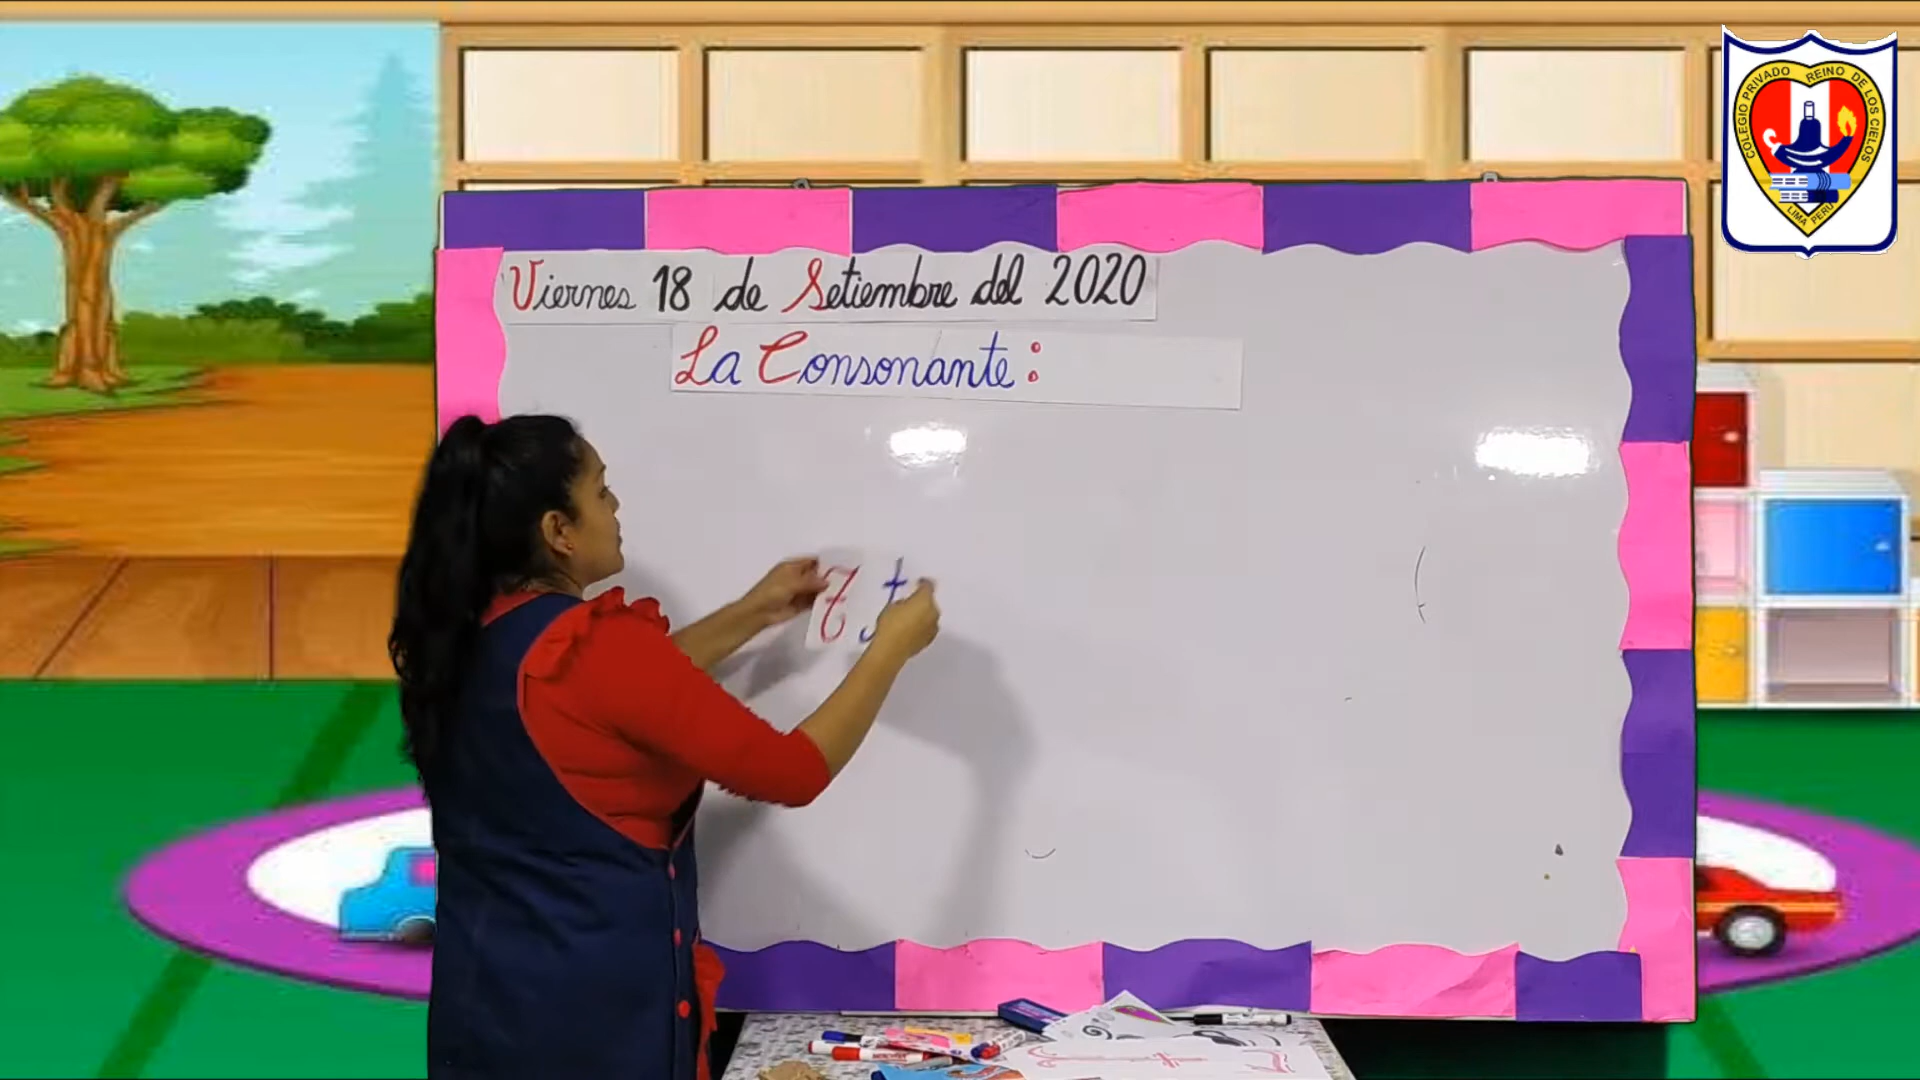 Viernes 18 de Setiembre del 2020
La Consonante:
T t
COLEGIO PRIVADO REINO DE LOS CIELOS
LIMA PERU